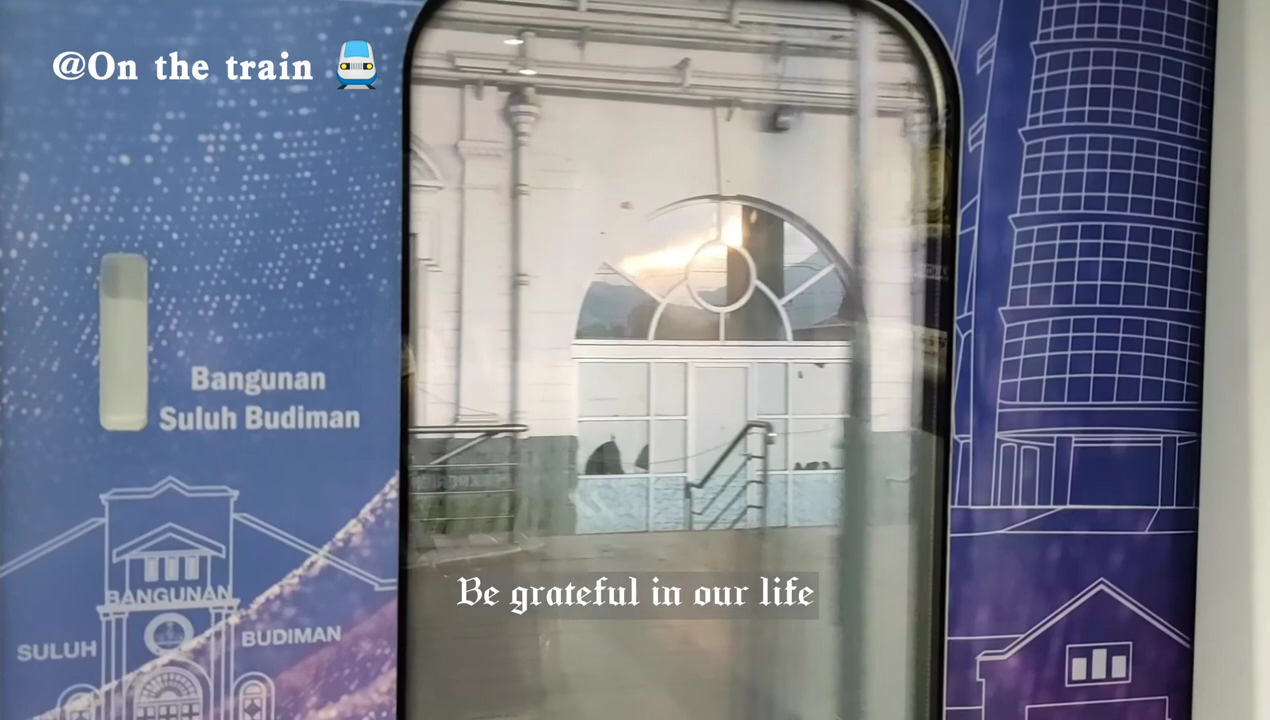 @On the train
Bangunan
Suluh Budiman
BANGUNAN
SULUH
BUDIMAN
Be grateful in our life